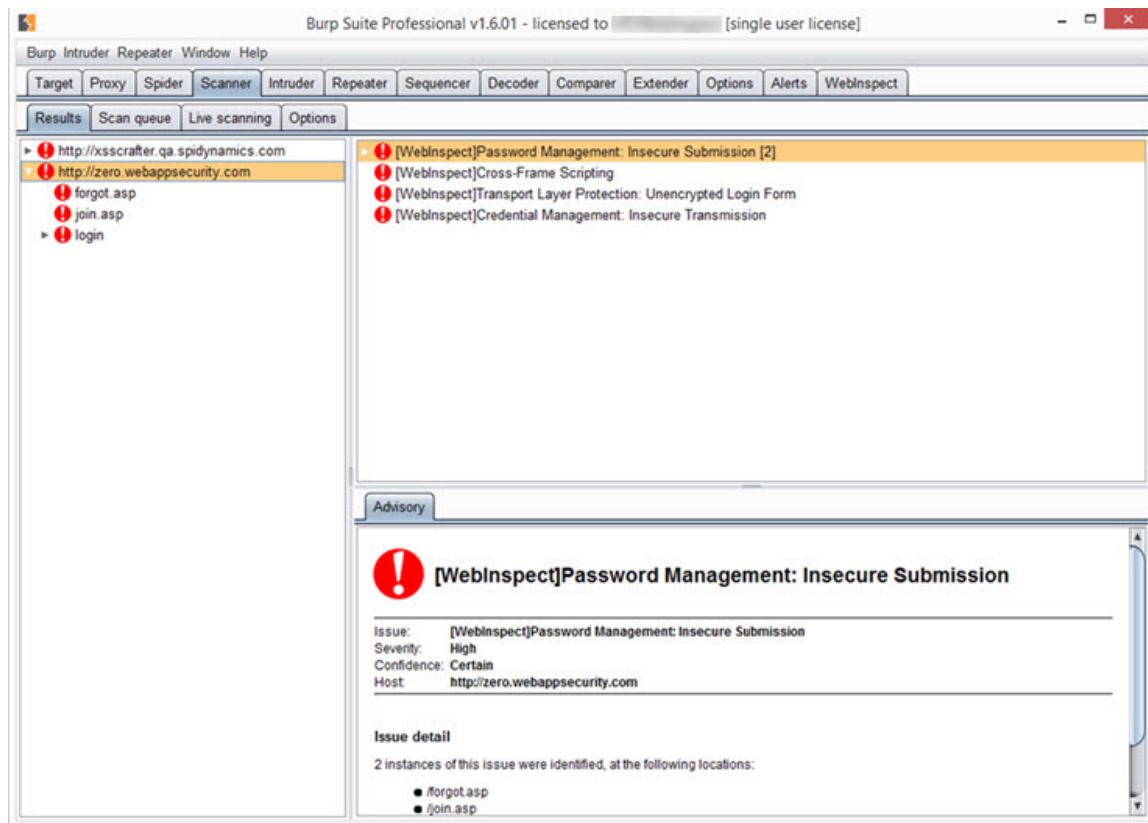 Burp Suite Professional v1.6.01 - licensed to [single user license]
Burp Intruder Repeater Window Help
Target Proxy Spider Scanner Intruder Repeater Sequencer Decoder Comparer Extender Options Alerts WebInspect
Results Scan queue Live scanning Options
http://xsscrafter.qa.spidynamics.com
http://zero.webappsecurity.com
forgot.asp
join.asp
login
[WebInspect]Password Management: Insecure Submission [2]
[WebInspect]Cross-Frame Scripting
[WebInspect]Transport Layer Protection: Unencrypted Login Form
[WebInspect]Credential Management: Insecure Transmission
Advisory
[WebInspect]Password Management: Insecure Submission
Issue: [WebInspect]Password Management: Insecure Submission
Severity: High
Confidence: Certain
Host: http://zero.webappsecurity.com
Issue detail
2 instances of this issue were identified, at the following locations:
/forgot.asp
/join.asp